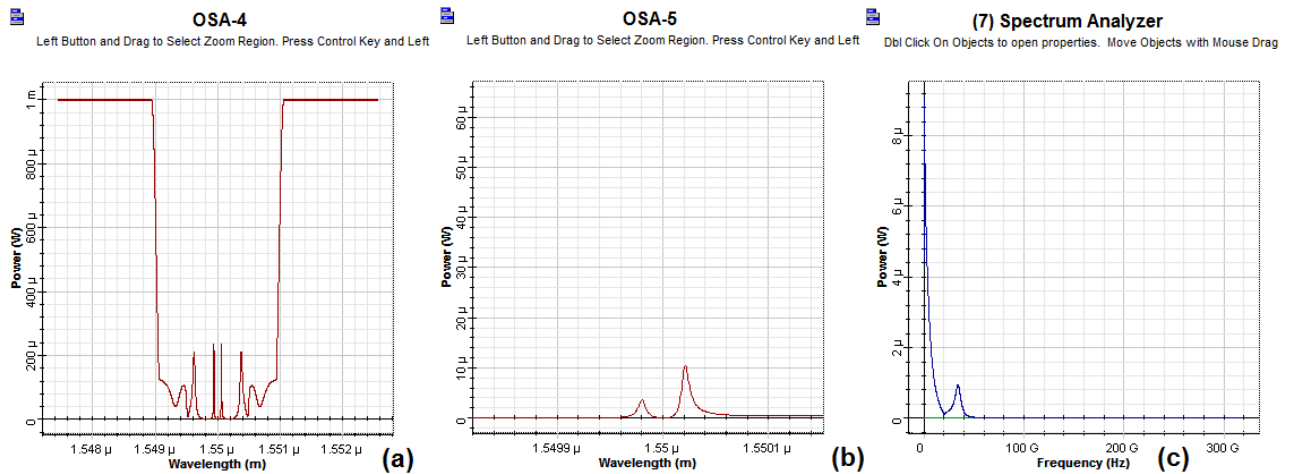 OSA-4
Left Button and Drag to Select Zoom Region. Press Control Key and Left
Power (W)
1 m
800 µ
600 µ
400 µ
200 µ
0
1.548 µ
1.549 µ
1.55 µ
1.551 µ
1.552 µ
Wavelength (m)
(a)
OSA-5
Left Button and Drag to Select Zoom Region. Press Control Key and Left
Power (W)
60 µ
50 µ
40 µ
30 µ
20 µ
10 µ
0
1.5499 µ
1.55 µ
1.5501 µ
Wavelength (m)
(b)
(7) Spectrum Analyzer
Dbl Click On Objects to open properties. Move Objects with Mouse Drag
Power (W)
8 µ
6 µ
4 µ
2 µ
0
0
100 G
200 G
300 G
Frequency (Hz)
(c)